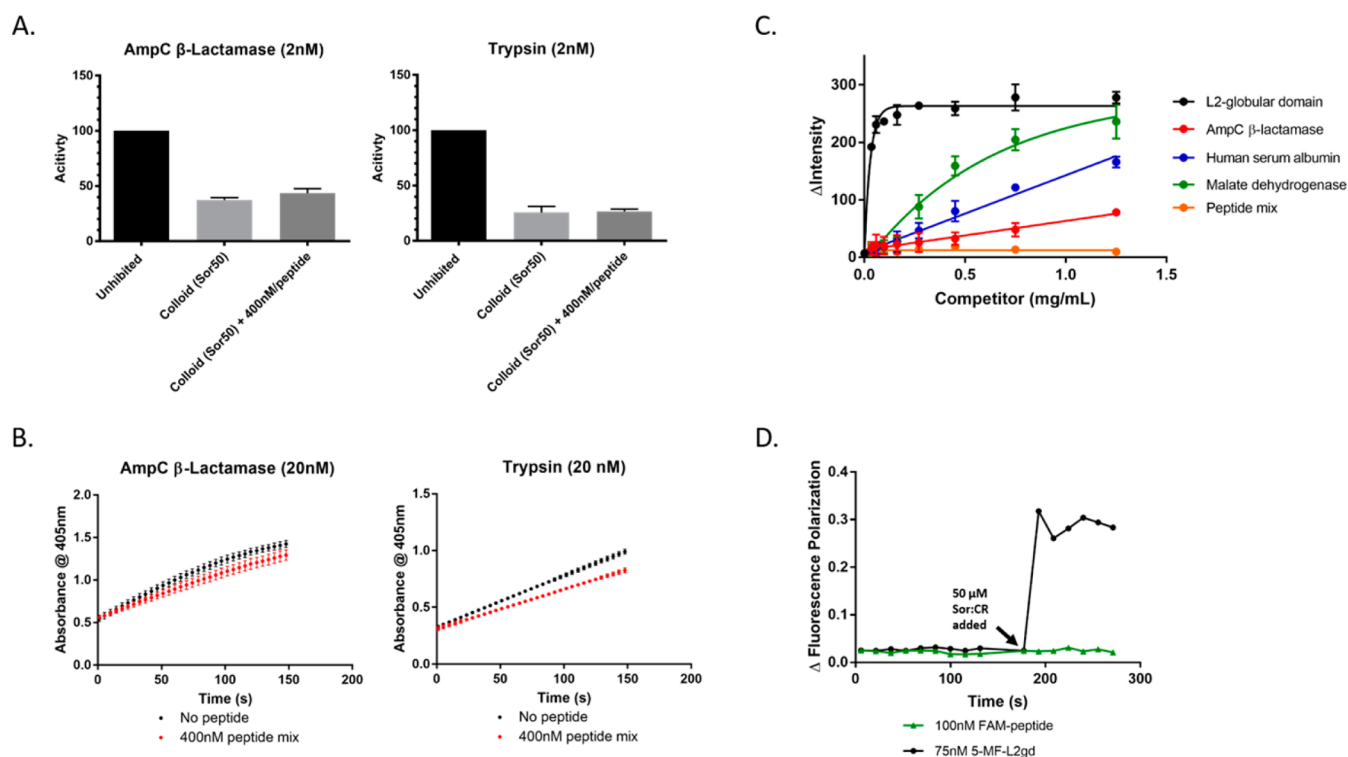 A.
AmpC β-Lactamase (2nM)
Acitivty
150
100
50
0
Unhibited
Colloid (Sor50)
Colloid (Sor50) + 400nM/peptide
Trypsin (2nM)
Acitivty
150
100
50
0
Unhibited
Colloid (Sor50)
Colloid (Sor50) + 400nM/peptide
C.
ΔIntensity
300
200
100
0
0.0 0.5 1.0 1.5
Competitor (mg/mL)
L2-globular domain
AmpC β-lactamase
Human serum albumin
Malate dehydrogenase
Peptide mix
B.
AmpC β-Lactamase (20nM)
Absorbance @ 405nm
2.0
1.5
1.0
0.5
0.0
0 50 100 150 200
Time (s)
No peptide
400nM peptide mix
Trypsin (20 nM)
Absorbance @ 405nm
1.5
1.0
0.5
0.0
0 50 100 150 200
Time (s)
No peptide
400nM peptide mix
D.
Δ Fluorescence Polarization
0.4
0.3
0.2
0.1
0.0
50 μM
Sor:CR
added
0 100 200 300
Time (s)
100nM FAM-peptide
75nM 5-MF-L2gd